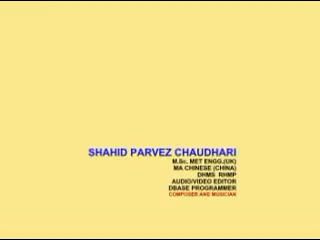 SHAHID PARVEZ CHAUDHARI
M.Sc. MET ENGG.(UK)
MA CHINESE (CHINA)
DHMS RHMP
AUDIO/VIDEO EDITOR
DBASE PROGRAMMER
COMPOSER AND MUSICIAN